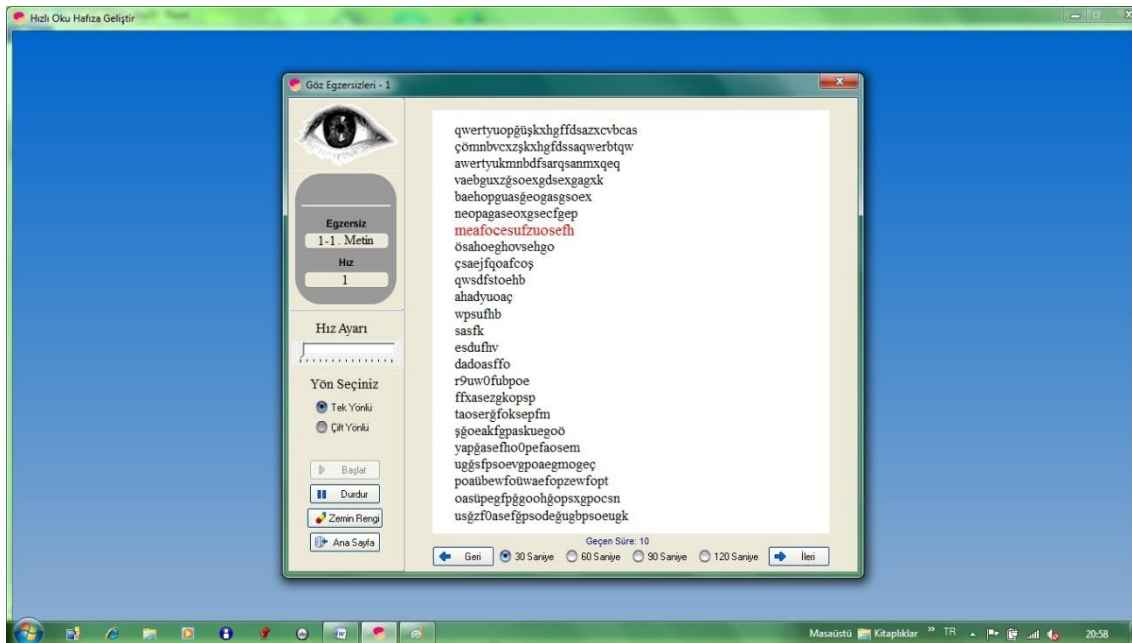 Hızlı Oku Hafıza Geliştir
Göz Egzersizleri - 1
Egzersiz
1-1 . Metin
Hız
1
Hız Ayarı
Yön Seçiniz
Tek Yönlü
Çift Yönlü
Başlat
Durdur
Zemin Rengi
Ana Sayfa
qwertyuopğüşkxhgffdsazxcvbcas
çömnbvcxzşkxhgfdssaqwerbtqw
awertyukmnbdfsarqsanmxqeq
vaebguxzğsoexgdsexgagxk
baehopguasğeogasgsoex
neopagaseoxgsecfgep
meafocesufzuosefh
ösahoeghovsehgo
çsaejfqoafcoş
qwsdfstoehb
ahadyuoaç
wpsufhb
sasfk
esdufhv
dadoasffo
r9uw0fubpoe
ffxasezgkopsp
taoserğfoksepfm
şğoeakfgpaskuegoö
yapğasefho0pefaosem
uğğsfpsoevgpoaegmogeç
poaübewfoüwaefopzewfopt
oasüpegfpğgoohğopsxgpocsn
usğzf0asefğpsodeğugbpsoeugk
Geçen Süre: 10
Geri
30 Saniye
60 Saniye
90 Saniye
120 Saniye
İleri
Masaüstü
Kitaplıklar
TR
20:58